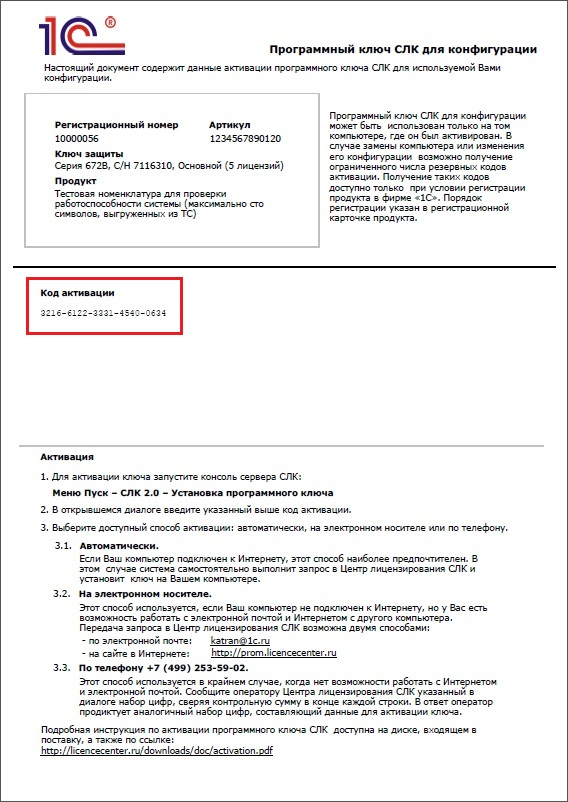 1С®
Программный ключ СЛК для конфигурации
Настоящий документ содержит данные активации программного ключа СЛК для используемой Вами
конфигурации.
Регистрационный номер Артикул
10000056 1234567890120
Ключ защиты
Серия 672B, С/Н 7116310, Основной (5 лицензий)
Продукт
Тестовая номенклатура для проверки
работоспособности системы (максимально сто
символов, выгруженных из ТС)
Программный ключ СЛК для конфигурации
может быть использован только на том
компьютере, где он был активирован. В
случае замены компьютера или изменения
его конфигурации возможно получение
ограниченного числа резервных кодов
активации. Получение таких кодов
доступно только при условии регистрации
продукта в фирме «1С». Порядок
регистрации указан в регистрационной
карточке продукта.
Код активации
3216-6122-3331-4540-0634
Активация
1. Для активации ключа запустите консоль сервера СЛК:
Меню Пуск – СЛК 2.0 – Установка программного ключа
2. В открывшемся диалоге введите указанный выше код активации.
3. Выберите доступный способ активации: автоматически, на электронном носителе или по телефону.
3.1. Автоматически.
Если Ваш компьютер подключен к Интернету, этот способ наиболее предпочтителен. В
этом случае система самостоятельно выполнит запрос в Центр лицензирования СЛК и
установит ключ на Вашем компьютере.
3.2. На электронном носителе.
Этот способ используется, если Ваш компьютер не подключен к Интернету, но у Вас есть
возможность работать с электронной почтой и Интернетом с другого компьютера.
Передача запроса в Центр лицензирования СЛК возможна двумя способами:
- по электронной почте: katran@1c.ru
- на сайте в Интернете: http://prom.licencecenter.ru
3.3. По телефону +7 (499) 253-59-02.
Этот способ используется в крайнем случае, когда нет возможности работать с Интернетом
и электронной почтой. Сообщите оператору Центра лицензирования СЛК указанный в
диалоге набор цифр, сверяя контрольную сумму в конце каждой строки. В ответ оператор
продиктует аналогичный набор цифр, составляющий данные для активации ключа.
Подробная инструкция по активации программного ключа СЛК доступна на диске, входящем в
поставку, а также по ссылке:
http://licencecenter.ru/downloads/doc/activation.pdf